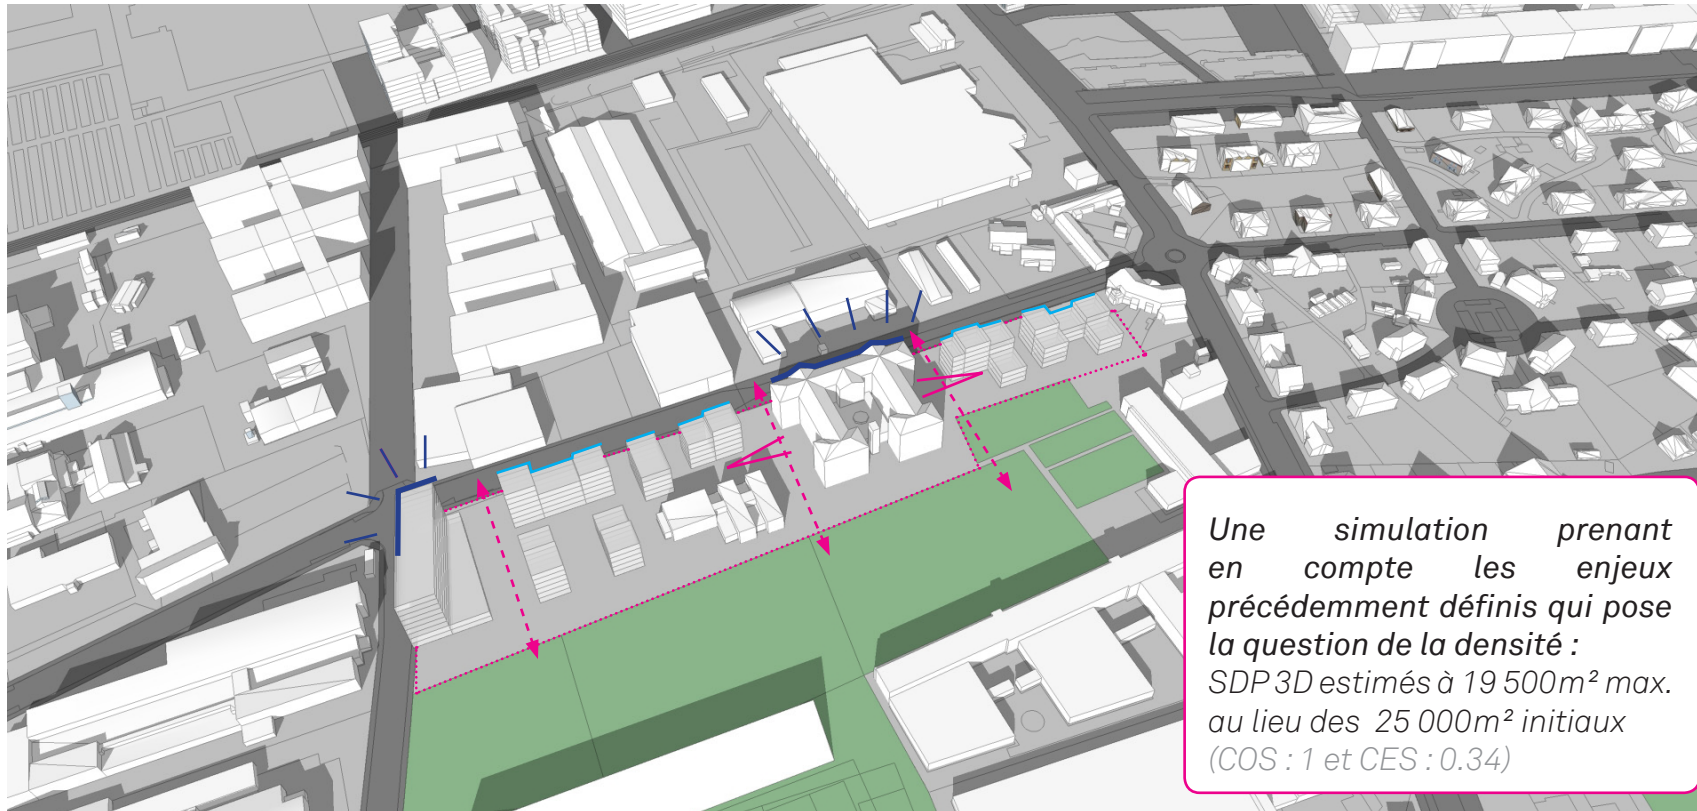 Une simulation prenant
en compte les enjeux
précédemment définis qui pose
la question de la densité :
SDP 3D estimés à 19 500m² max.
au lieu des 25 000m² initiaux
(COS : 1 et CES : 0.34)